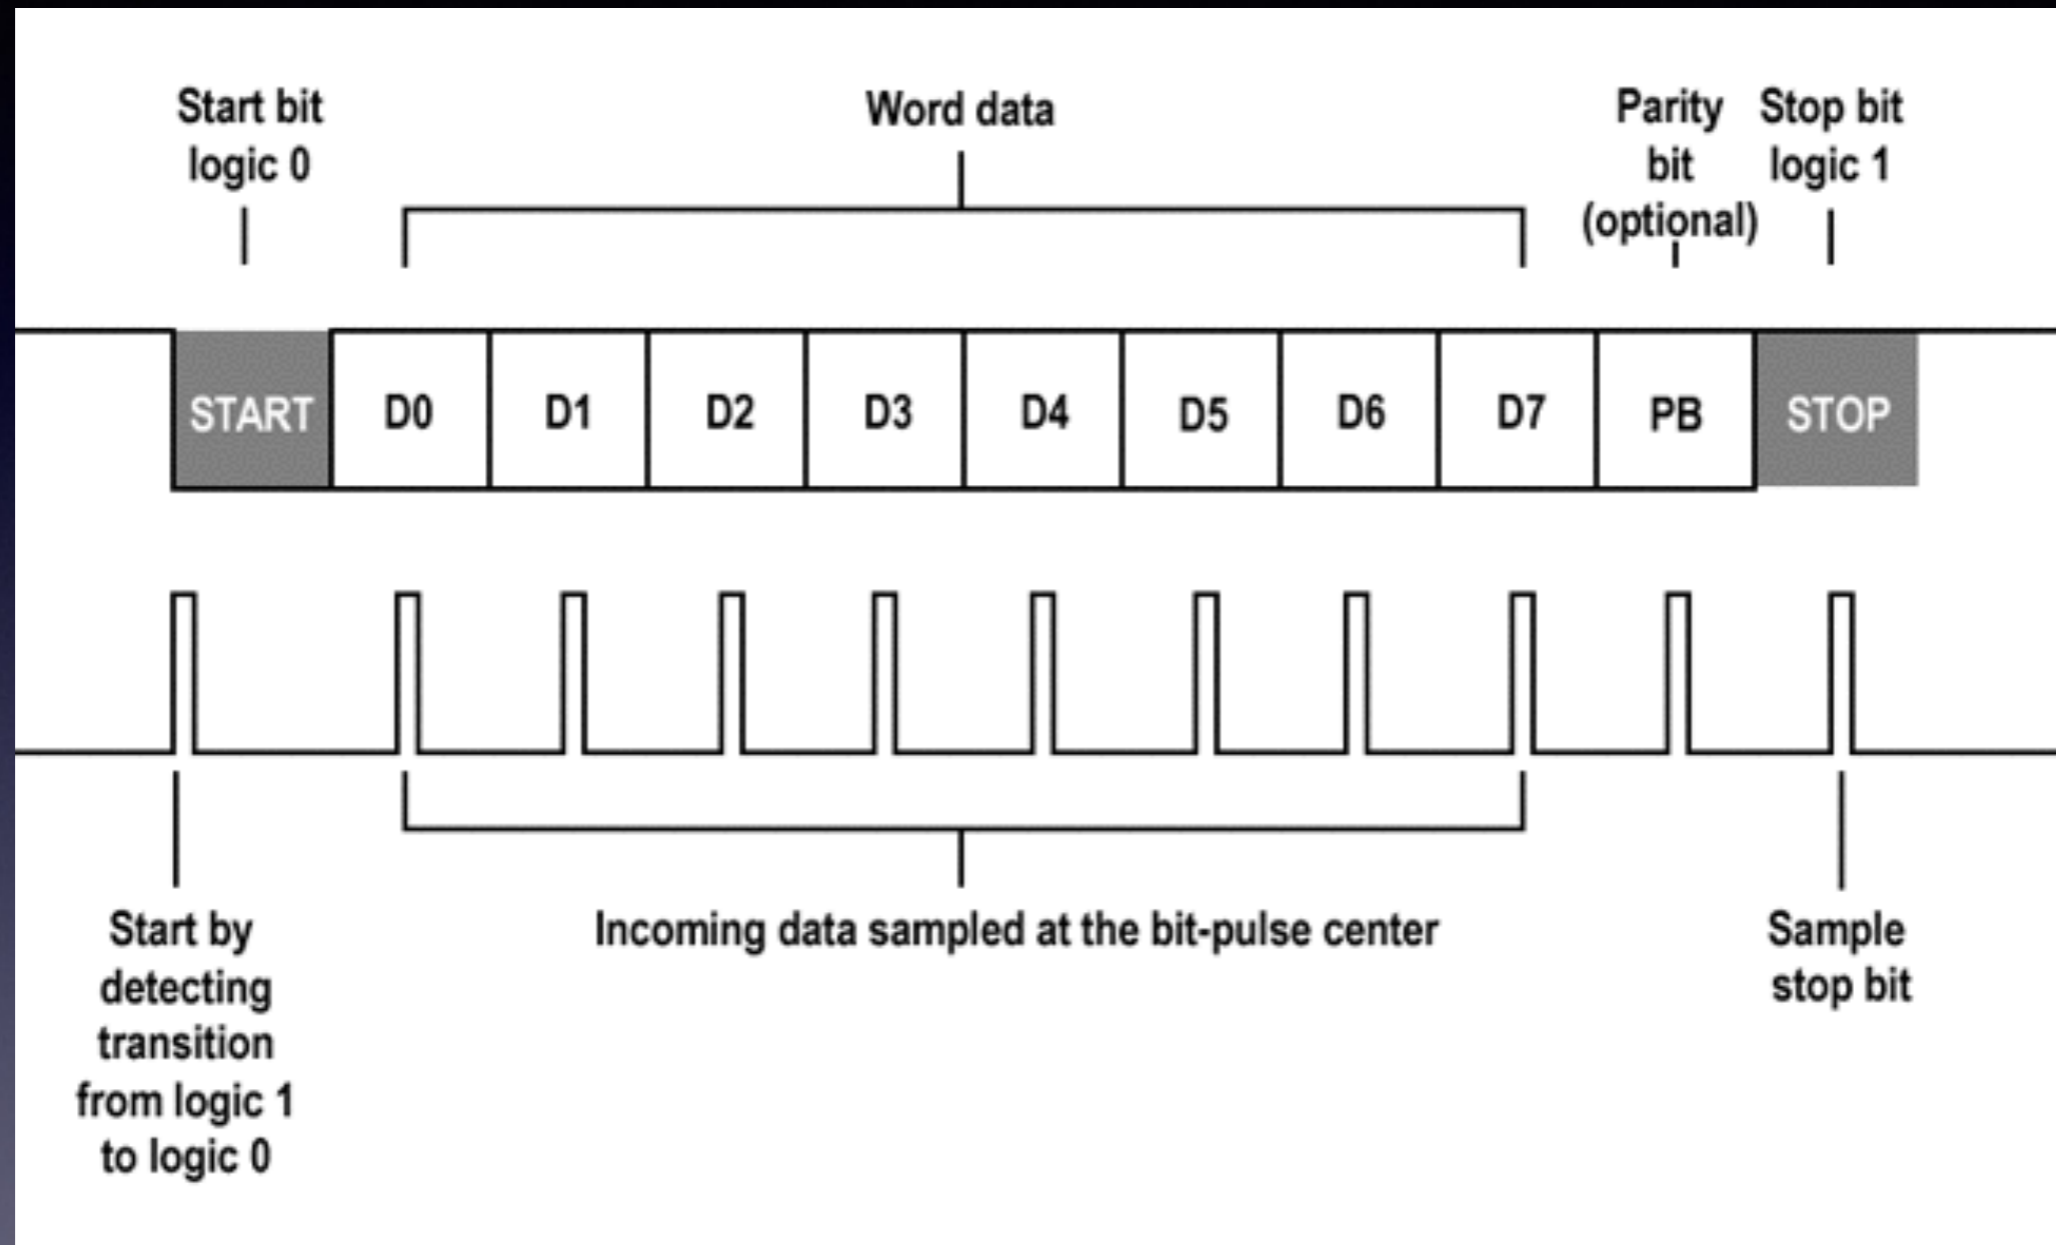 Start bit
logic 0
Word data
Parity
bit
(optional)
Stop bit
logic 1
START D0 D1 D2 D3 D4 D5 D6 D7 PB STOP
Start by
detecting
transition
from logic 1
to logic 0
Incoming data sampled at the bit-pulse center
Sample
stop bit